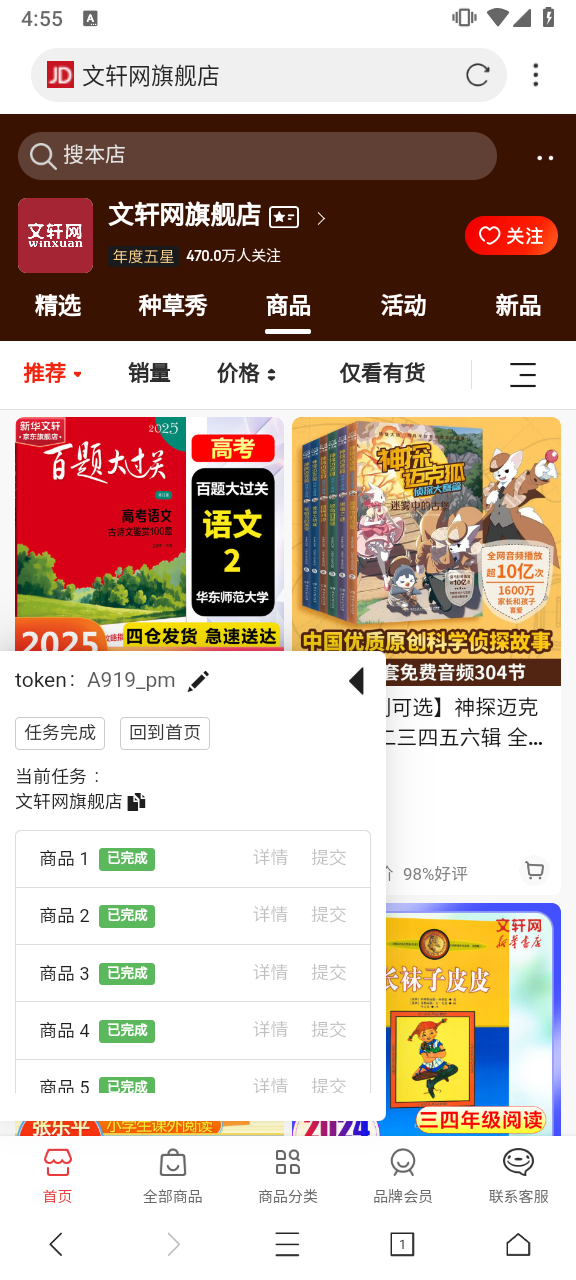 4:55
A
JD 文轩网旗舰店
搜本店
文轩网
winxuan
文轩网旗舰店
年度五星 470.0万人关注
关注
精选 种草秀 商品 活动 新品
推荐 销量 价格 仅看有货
新华文轩
京东旗舰店
2025
百题大过关
高考语文
古诗文鉴赏100题
高考
百题大过关
语文
2
华东师范大学
2025
四仓发货 急速送达
神探迈克狐
侦探大赛篇
迷雾中的古堡
全网音频播放
超10亿次
1600万
家长和孩子
喜爱
中国优质原创科学侦探故事
套免费音频304节
可选】神探迈克
二三四五六辑 全...
98%好评
token: A919_pm
任务完成 回到首页
当前任务：
文轩网旗舰店
商品 1 已完成 详情 提交
商品 2 已完成 详情 提交
商品 3 已完成 详情 提交
商品 4 已完成 详情 提交
商品 5 已完成 详情 提交
文轩网
新华书店
长袜子皮皮
三四年级阅读
张乐平 小学生课外阅读
2024
首页 全部商品 商品分类 品牌会员 联系客服
1